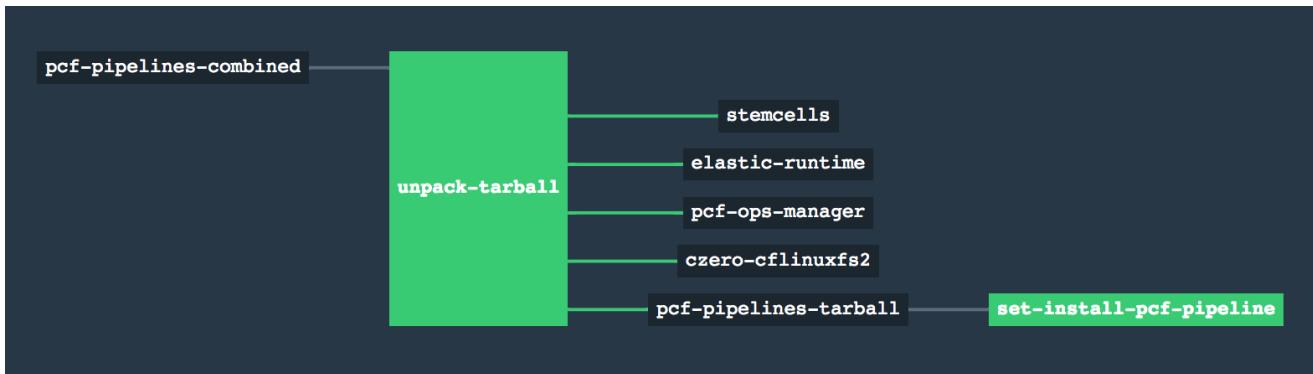 pcf-pipelines-combined
stemcells
elastic-runtime
unpack-tarball
pcf-ops-manager
czero-cflinuxfs2
pcf-pipelines-tarball
set-install-pcf-pipeline